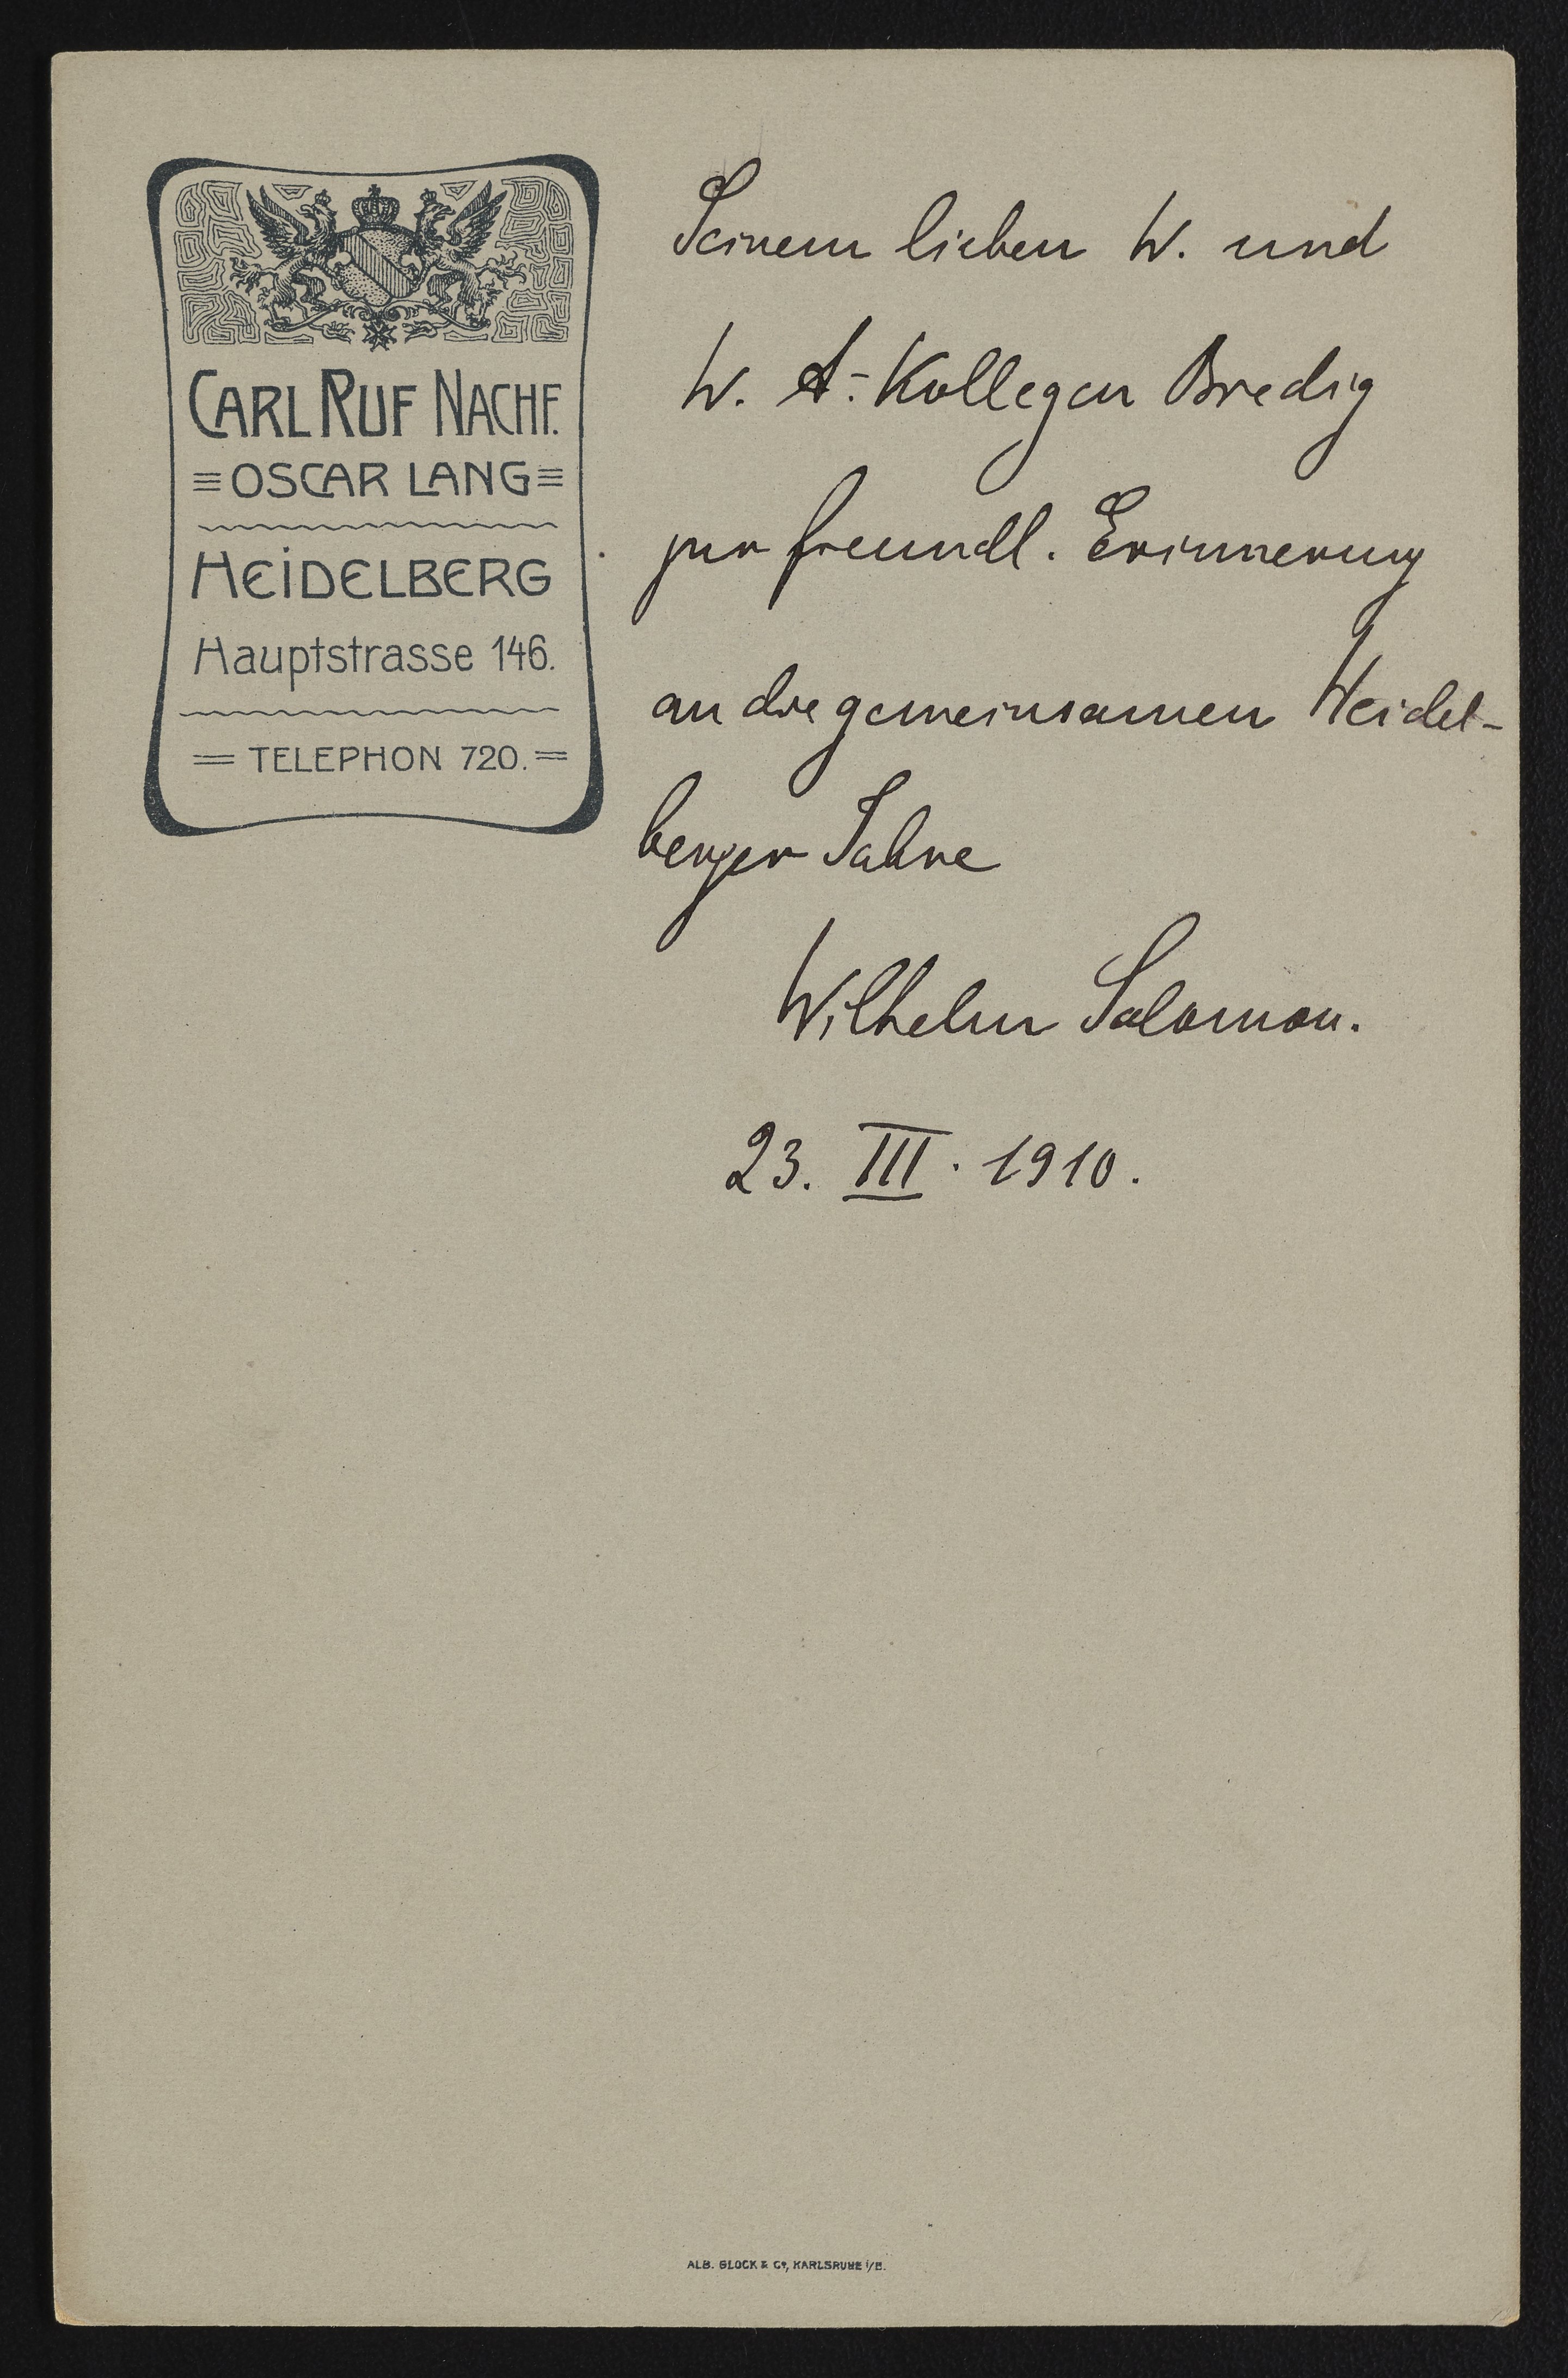 CARL RUF NACHF.
OSCAR LANG
HEIDELBERG
Hauptstrasse 146.
TELEPHON 720.
Seinem lieben W. und
W. A.-Kollegen Bredig
zur freundl. Erinnerung
an die gemeinsamen Heidel-
berger Jahre
Wilhelm Salomon.
23. III. 1910.
ALB. GLOCK & Co, KARLSRUHE i/B.